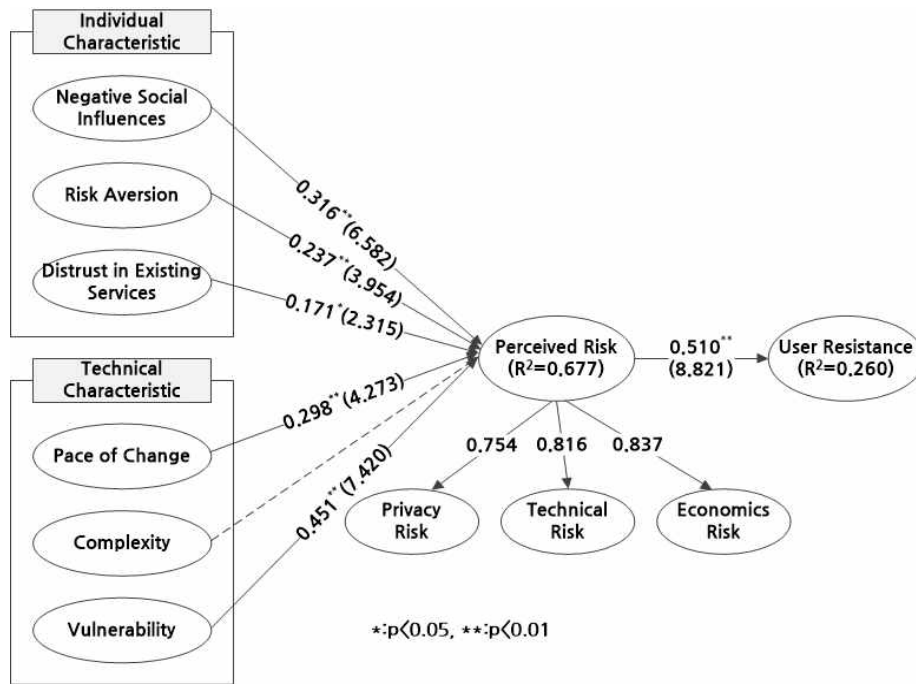 Individual
Characteristic
Negative Social
Influences
Risk Aversion
Distrust in Existing
Services
Technical
Characteristic
Pace of Change
Complexity
Vulnerability
0.316**(6.582)
0.237**(3.954)
0.171*(2.315)
0.298**(4.273)
0.451**(7.420)
Perceived Risk
(R²=0.677)
0.510**
(8.821)
User Resistance
(R²=0.260)
0.754
0.816
0.837
Privacy
Risk
Technical
Risk
Economics
Risk
*:p<0.05, **:p<0.01